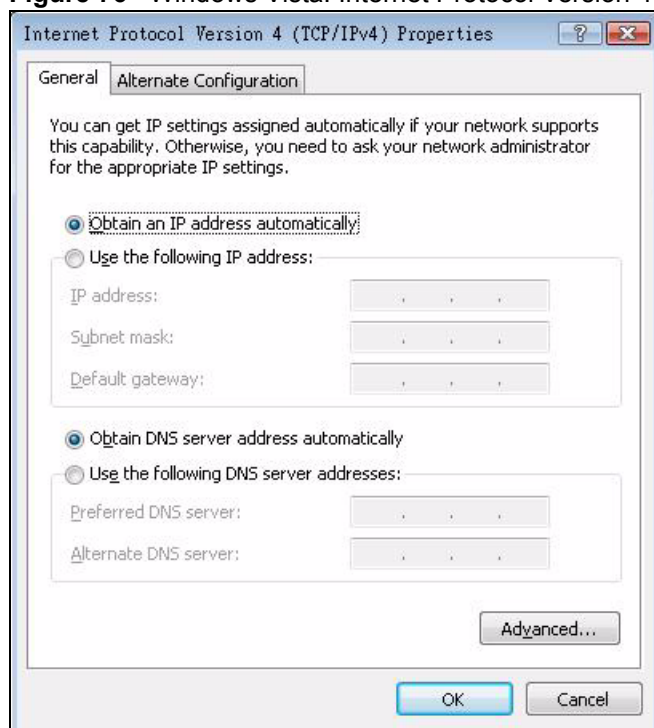 Windows Vista: Internet Protocol Version
Internet Protocol Version 4 (TCP/IPv4) Properties
General
Alternate Configuration
You can get IP settings assigned automatically if your network supports
this capability. Otherwise, you need to ask your network administrator
for the appropriate IP settings.
Obtain an IP address automatically
Use the following IP address:
IP address:
Subnet mask:
Default gateway:
Obtain DNS server address automatically
Use the following DNS server addresses:
Preferred DNS server:
Alternate DNS server:
Advanced...
OK
Cancel